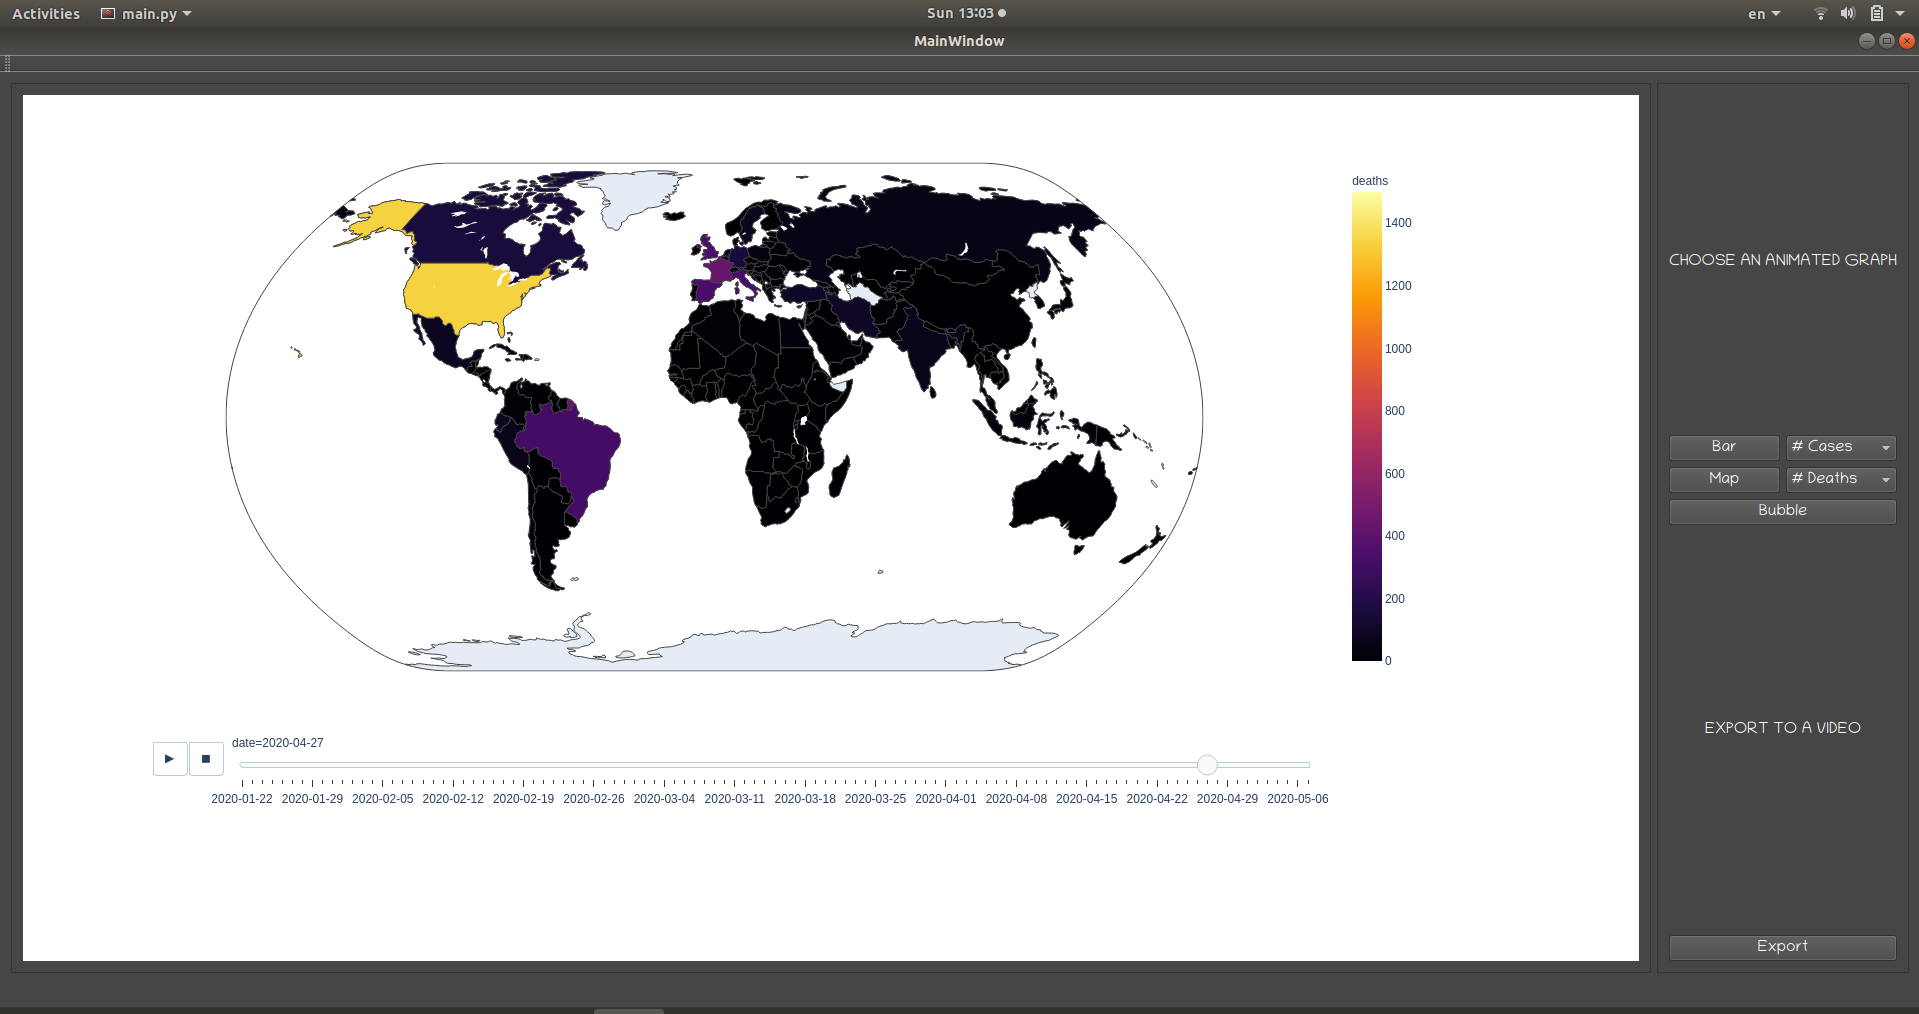 Activities main.py Sun 13:03 en
MainWindow
deaths
1400
1200
1000
800
600
400
200
0
date=2020-04-27
2020-01-22 2020-01-29 2020-02-05 2020-02-12 2020-02-19 2020-02-26 2020-03-04 2020-03-11 2020-03-18 2020-03-25 2020-04-01 2020-04-08 2020-04-15 2020-04-22 2020-04-29 2020-05-06
CHOOSE AN ANIMATED GRAPH
Bar # Cases
Map # Deaths
Bubble
EXPORT TO A VIDEO
Export